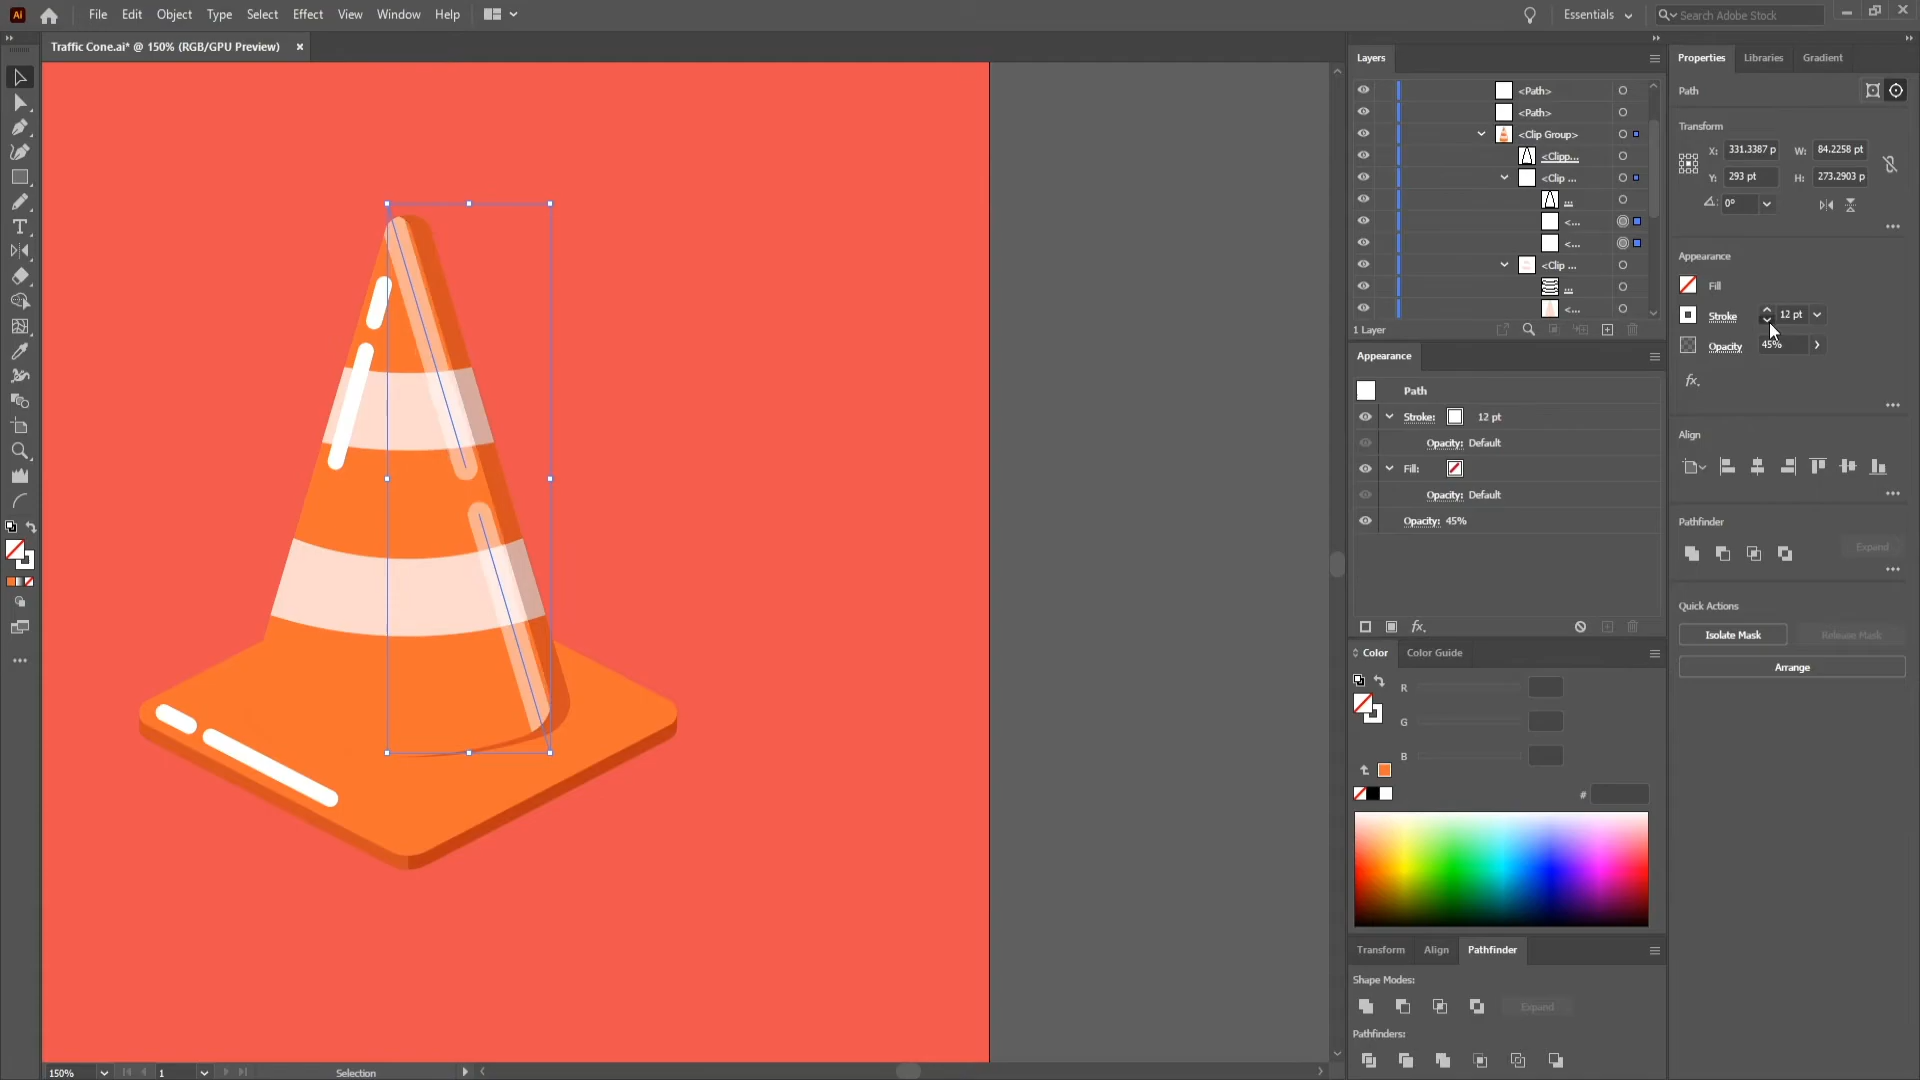 Ai File Edit Object Type Select Effect View Window Help Essentials Search Adobe Stock
Traffic Cone.ai* @ 150% (RGB/GPU Preview) ×
Layers
<Path>
<Path>
<Clip Group>
<Clipp...
<Clip ...
...
<...
<...
<Clip ...
...
<...
1 Layer
Appearance
Path
Stroke: 12 pt
Opacity: Default
Fill:
Opacity: Default
Opacity: 45%
fx.
Color Color Guide
R
G
B
#
Transform Align Pathfinder
Shape Modes:
Expand
Pathfinders:
Properties Libraries Gradient
Path
Transform
X: 331.3387 p W: 84.2258 pt
Y: 293 pt H: 273.2903 p
0°
Appearance
Fill
Stroke 12 pt
Opacity 45%
fx.
Align
Pathfinder
Expand
Quick Actions
Isolate Mask Release Mask
Arrange
150% 1 Selection